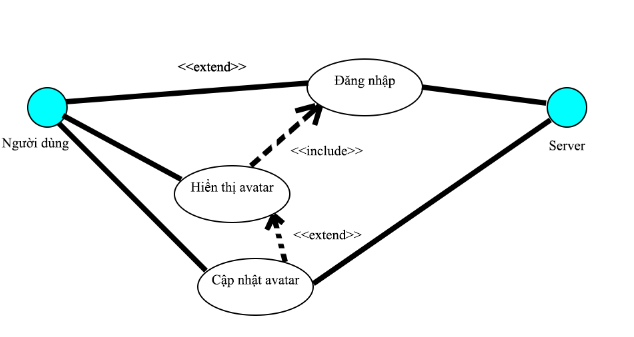 <<extend>>
Đăng nhập
Người dùng
Server
<<include>>
Hiển thị avatar
<<extend>>
Cập nhật avatar